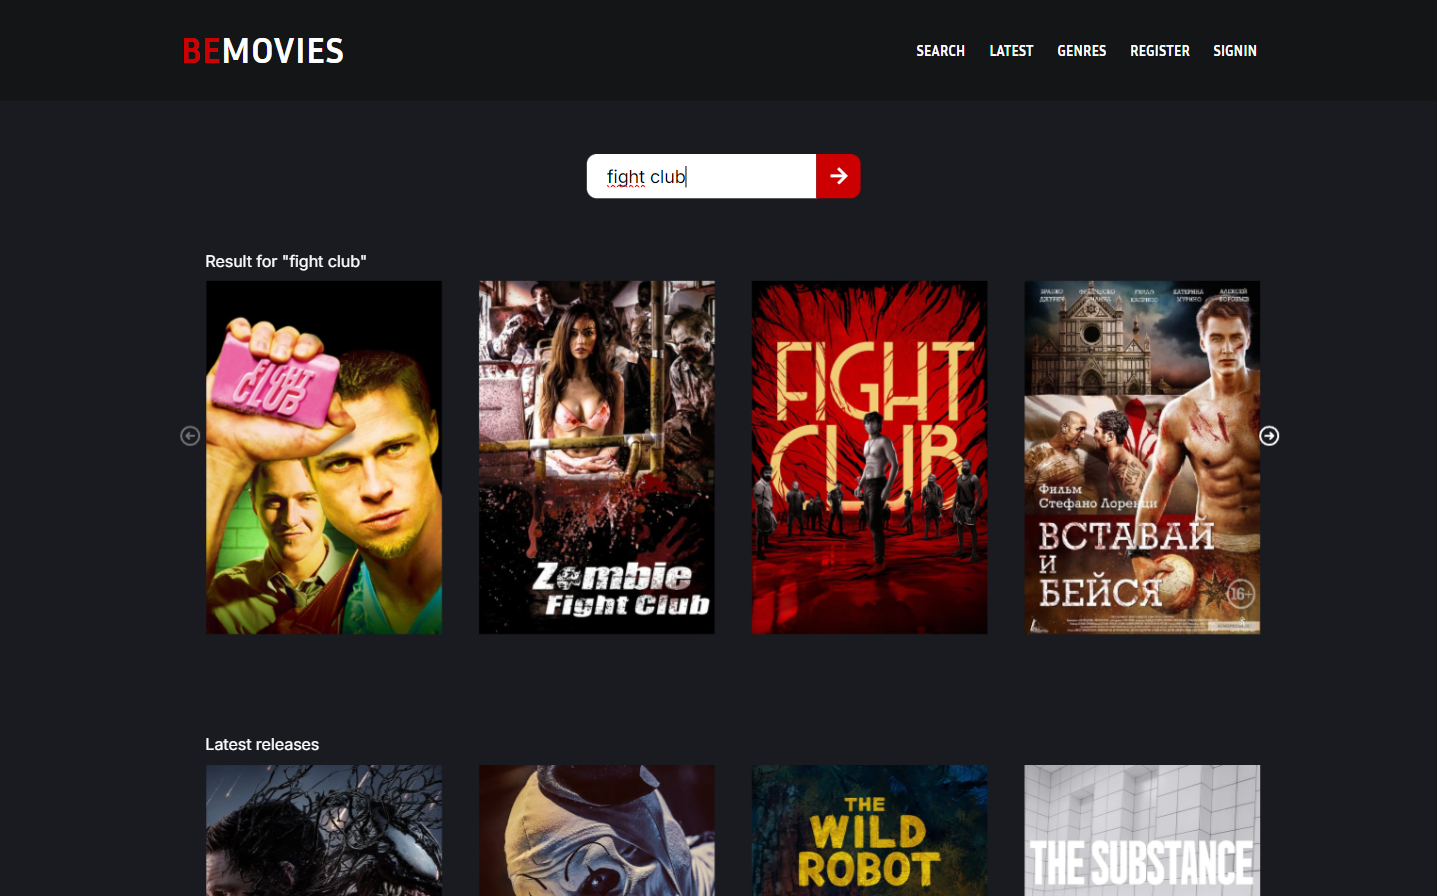 BEMOVIES
SEARCH LATEST GENRES REGISTER SIGNIN
fight club
Result for "fight club"
FIGHT
CLUB
Zombie
Fight Club
FIGHT
CLUB
Фильм
Стефано Лоренци
ВСТАВАЙ
И
БЕЙСЯ
16+
Latest releases
THE
WILD
ROBOT
THE SUBSTANCE